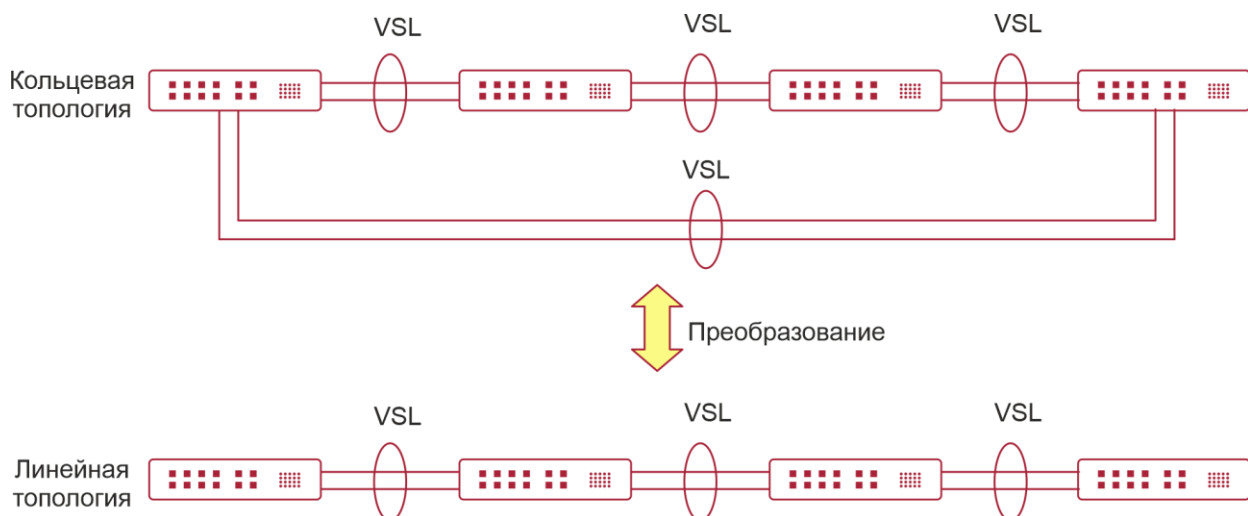 VSL
VSL
VSL
Кольцевая
топология
VSL
Преобразование
VSL
VSL
VSL
Линейная
топология